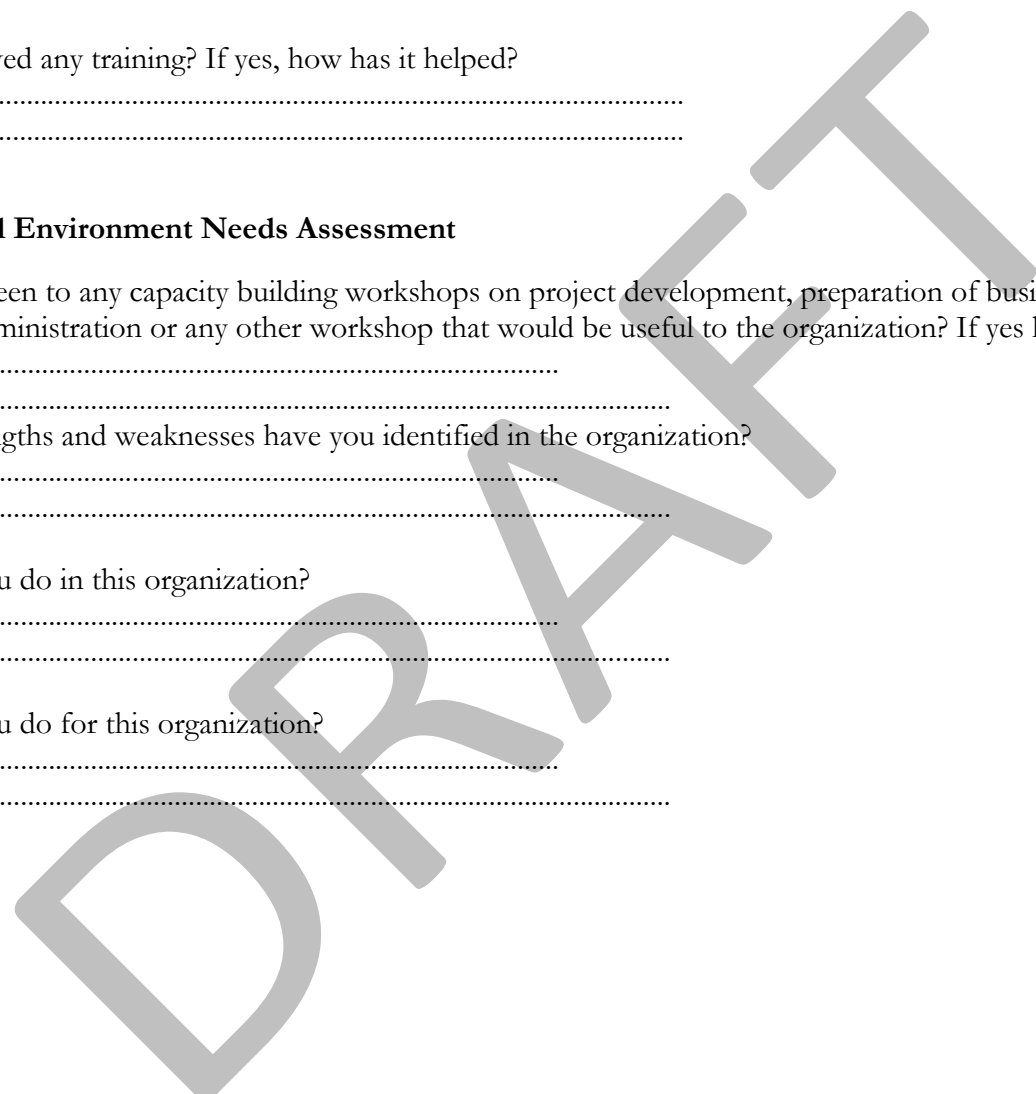 ved any training? If yes, how has it helped?
........................................................................................................
........................................................................................................
l Environment Needs Assessment
een to any capacity building workshops on project development, preparation of busi
ministration or any other workshop that would be useful to the organization? If yes
.....................................................................................
......................................................................................................
gths and weaknesses have you identified in the organization?
.....................................................................................
......................................................................................................
u do in this organization?
.....................................................................................
......................................................................................................
u do for this organization?
.....................................................................................
......................................................................................................
DRAFT